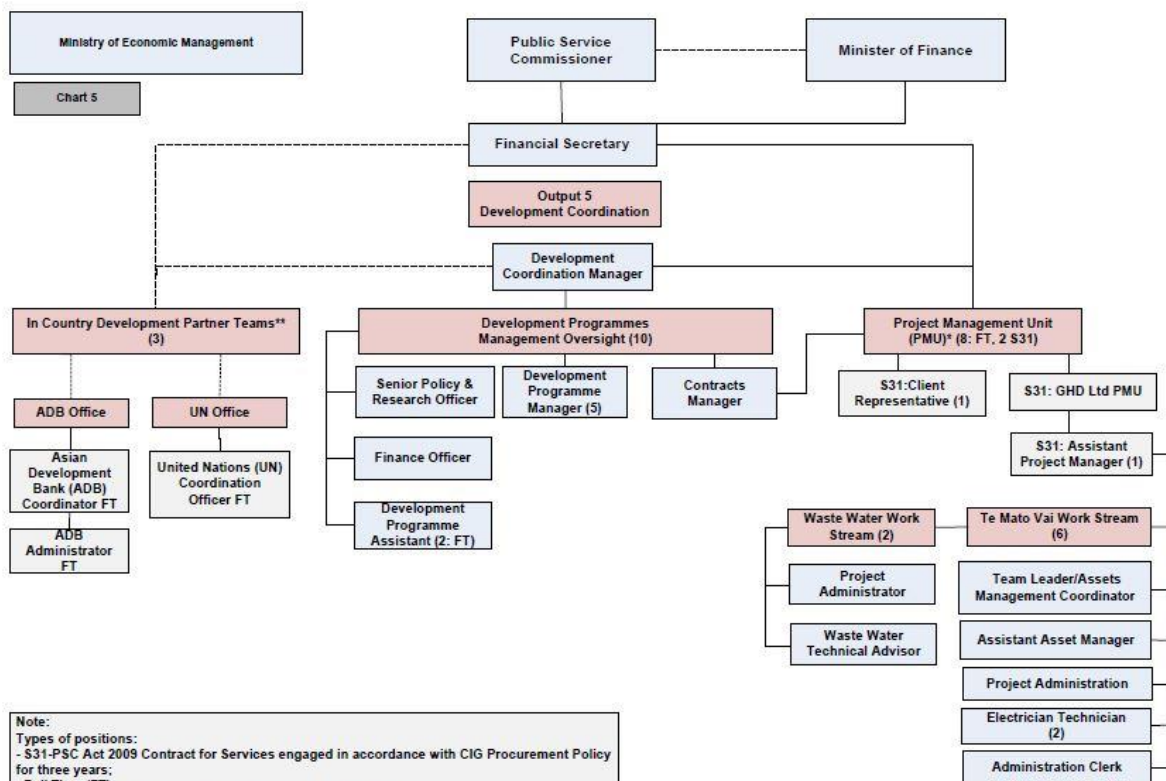 Ministry of Economic Management
Chart 5
Public Service
Commissioner
Minister of Finance
Financial Secretary
Output 5
Development Coordination
Development
Coordination Manager
In Country Development Partner Teams**
(3)
Development Programmes
Management Oversight (10)
Project Management Unit
(PMU)* (8: FT, 2 S31)
ADB Office
UN Office
Asian
Development
Bank (ADB)
Coordinator FT
ADB
Administrator
FT
United Nations (UN)
Coordination
Officer FT
Senior Policy &
Research Officer
Development
Programme
Manager (5)
Contracts
Manager
Finance Officer
Development
Programme
Assistant (2: FT)
S31:Client
Representative (1)
S31: GHD Ltd PMU
S31: Assistant
Project Manager (1)
Waste Water Work
Stream (2)
Te Mato Vai Work Stream
(6)
Project
Administrator
Waste Water
Technical Advisor
Team Leader/Assets
Management Coordinator
Assistant Asset Manager
Project Administration
Electrician Technician
(2)
Administration Clerk
Note:
Types of positions:
- S31-PSC Act 2009 Contract for Services engaged in accordance with CIG Procurement Policy
for three years;